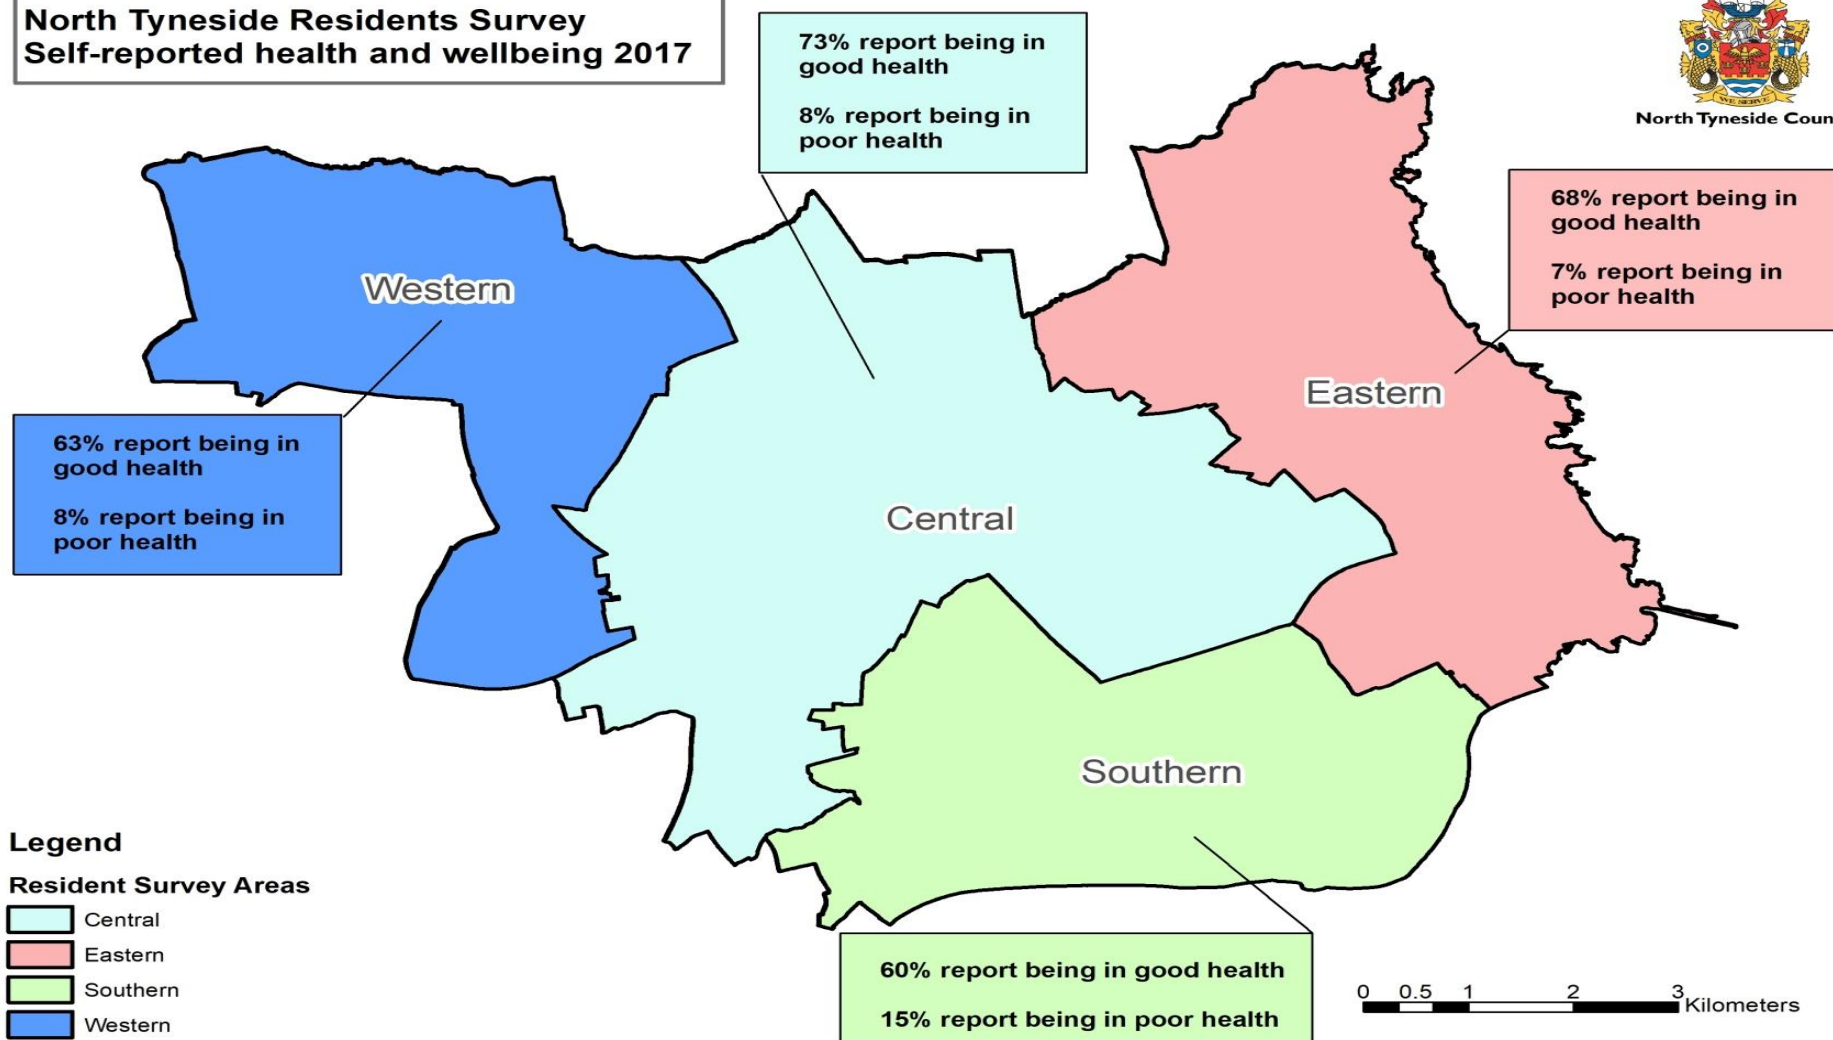 North Tyneside Residents Survey
Self-reported health and wellbeing 2017
73% report being in
good health
8% report being in
poor health
WE SERVE
North Tyneside Coun
68% report being in
good health
7% report being in
poor health
Western
63% report being in
good health
8% report being in
poor health
Eastern
Central
Southern
60% report being in good health
15% report being in poor health
Legend
Resident Survey Areas
Central
Eastern
Southern
Western
0 0.5 1 2 3
Kilometers